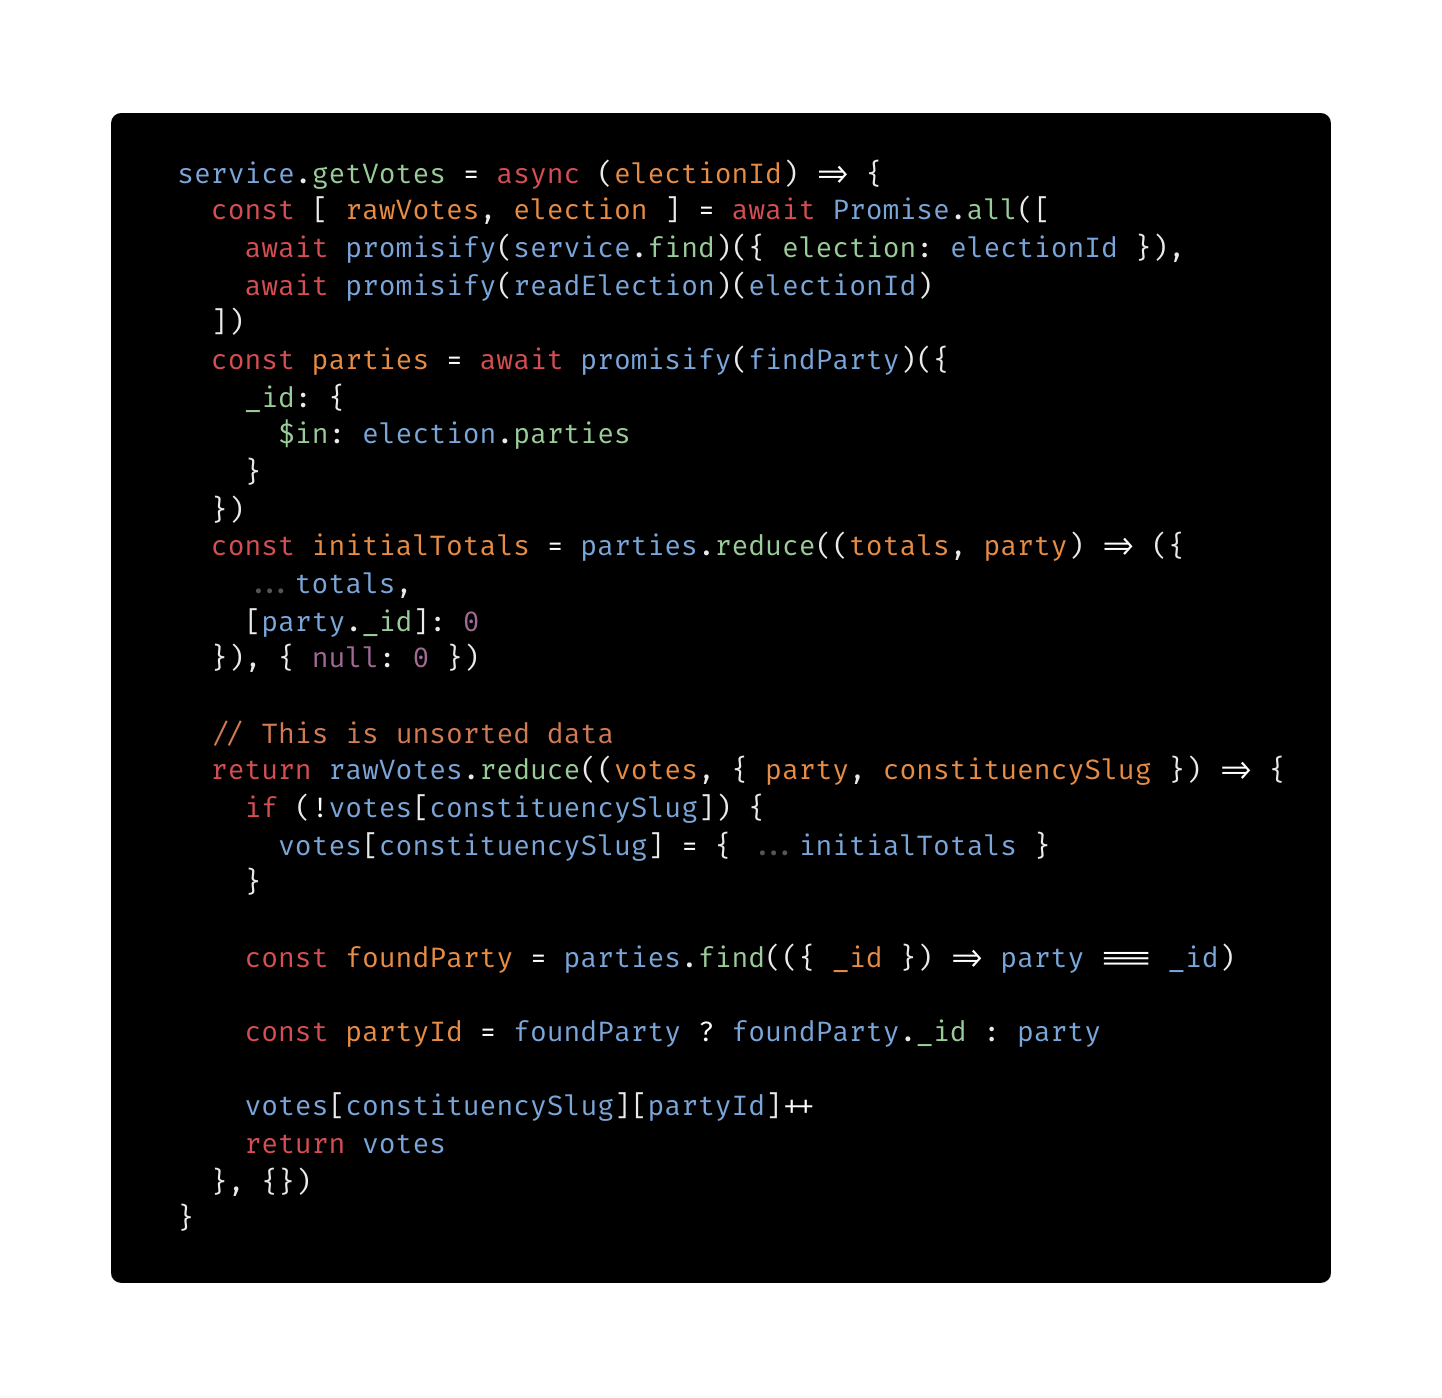 service.getVotes = async (electionId) => {
  const [ rawVotes, election ] = await Promise.all([
    await promisify(service.find)({ election: electionId }),
    await promisify(readElection)(electionId)
  ])
  const parties = await promisify(findParty)({
    _id: {
      $in: election.parties
    }
  })
  const initialTotals = parties.reduce((totals, party) => ({
    ...totals,
    [party._id]: 0
  }), { null: 0 })

  // This is unsorted data
  return rawVotes.reduce((votes, { party, constituencySlug }) => {
    if (!votes[constituencySlug]) {
      votes[constituencySlug] = { ...initialTotals }
    }

    const foundParty = parties.find(({ _id }) => party === _id)

    const partyId = foundParty ? foundParty._id : party

    votes[constituencySlug][partyId]++
    return votes
  }, {})
}